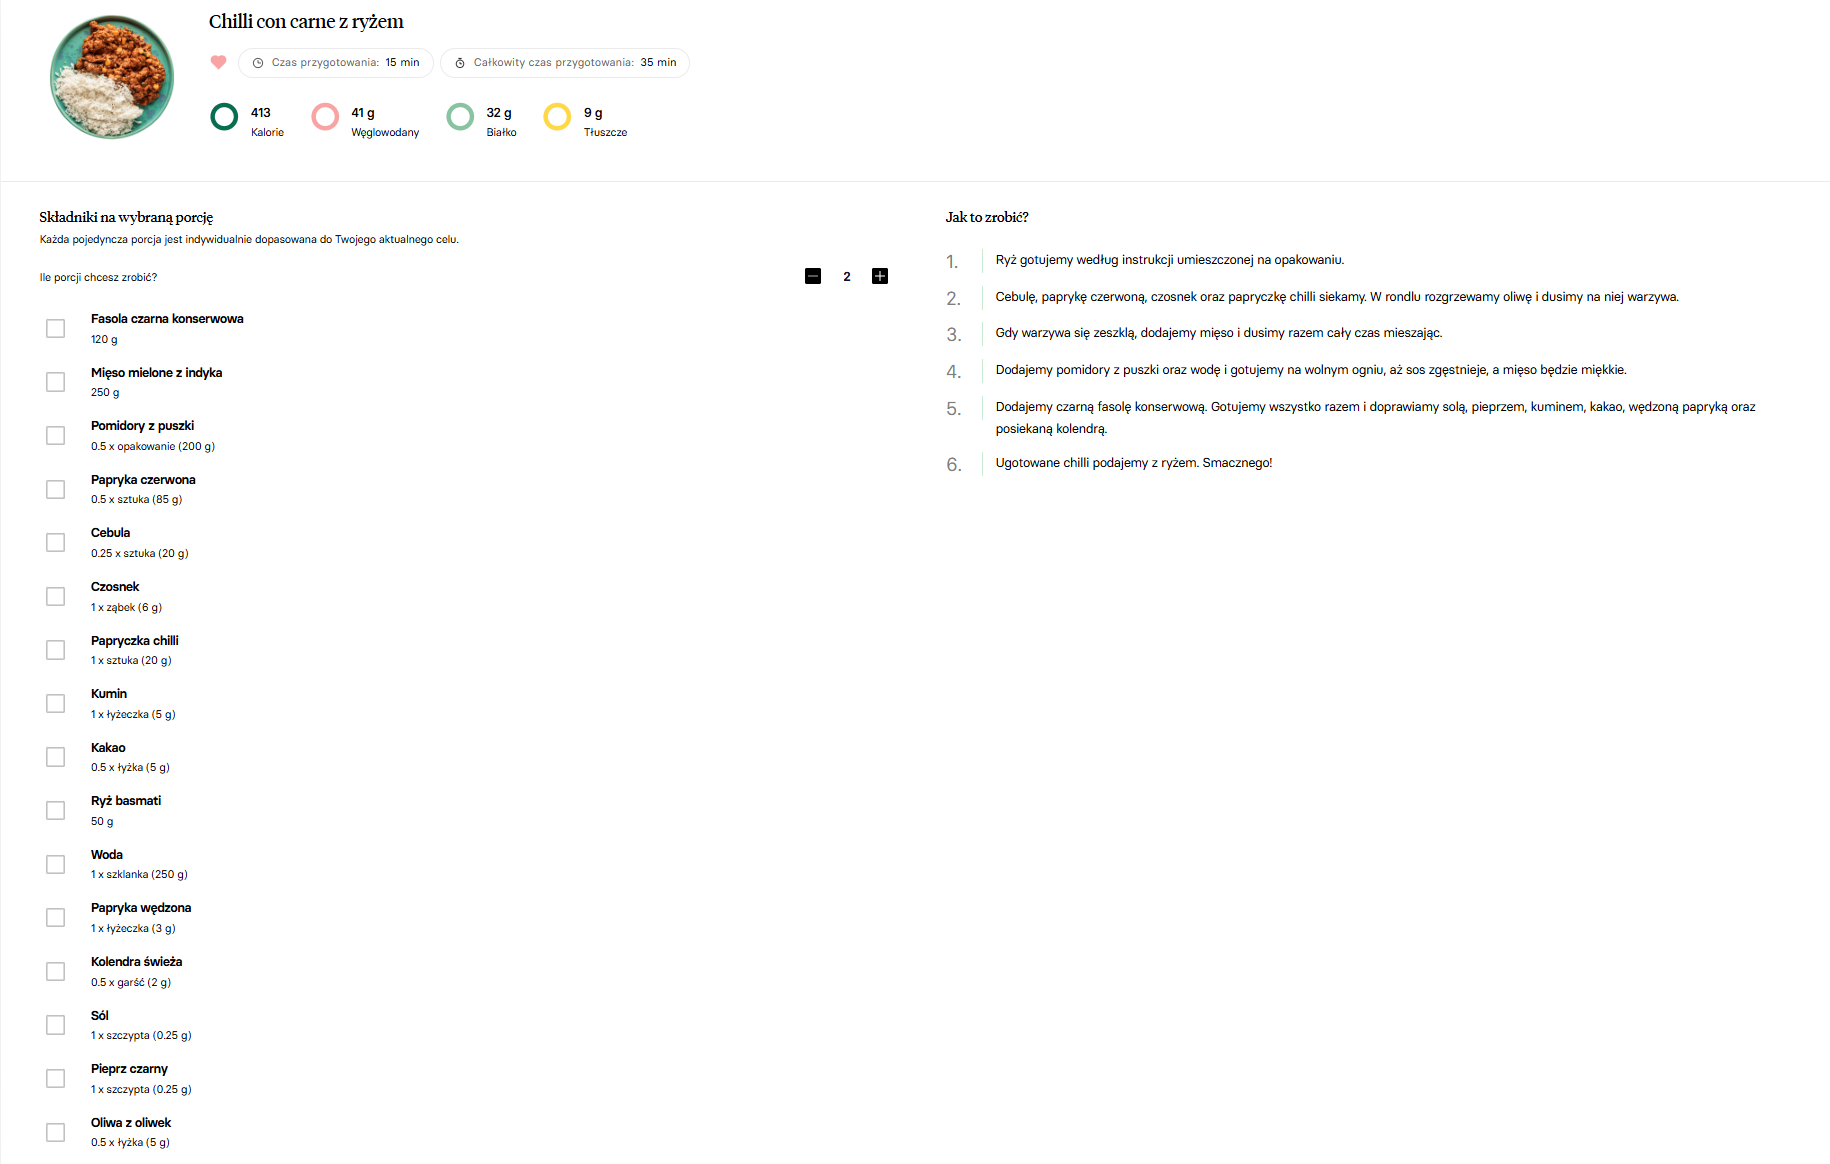 Chilli con carne z ryżem
Czas przygotowania: 15 min
Całkowity czas przygotowania: 35 min
413
Kalorie
41 g
Węglowodany
32 g
Białko
9 g
Tłuszcze
Składniki na wybraną porcję
Każda pojedyncza porcja jest indywidualnie dopasowana do Twojego aktualnego celu.
Ile porcji chcesz zrobić?
2
Fasola czarna konserwowa
120 g
Mięso mielone z indyka
250 g
Pomidory z puszki
0.5 x opakowanie (200 g)
Papryka czerwona
0.5 x sztuka (85 g)
Cebula
0.25 x sztuka (20 g)
Czosnek
1 x ząbek (6 g)
Papryczka chilli
1 x sztuka (20 g)
Kumin
1 x łyżeczka (5 g)
Kakao
0.5 x łyżka (5 g)
Ryż basmati
50 g
Woda
1 x szklanka (250 g)
Papryka wędzona
1 x łyżeczka (3 g)
Kolendra świeża
0.5 x garść (2 g)
Sól
1 x szczypta (0.25 g)
Pieprz czarny
1 x szczypta (0.25 g)
Oliwa z oliwek
0.5 x łyżka (5 g)
Jak to zrobić?
1. Ryż gotujemy według instrukcji umieszczonej na opakowaniu.
2. Cebulę, paprykę czerwoną, czosnek oraz papryczkę chilli siekamy. W rondlu rozgrzewamy oliwę i dusimy na niej warzywa.
3. Gdy warzywa się zeszklą, dodajemy mięso i dusimy razem cały czas mieszając.
4. Dodajemy pomidory z puszki oraz wodę i gotujemy na wolnym ogniu, aż sos zgęstnieje, a mięso będzie miękkie.
5. Dodajemy czarną fasolę konserwową. Gotujemy wszystko razem i doprawiamy solą, pieprzem, kuminem, kakao, wędzoną papryką oraz
posiekaną kolendrą.
6. Ugotowane chilli podajemy z ryżem. Smacznego!